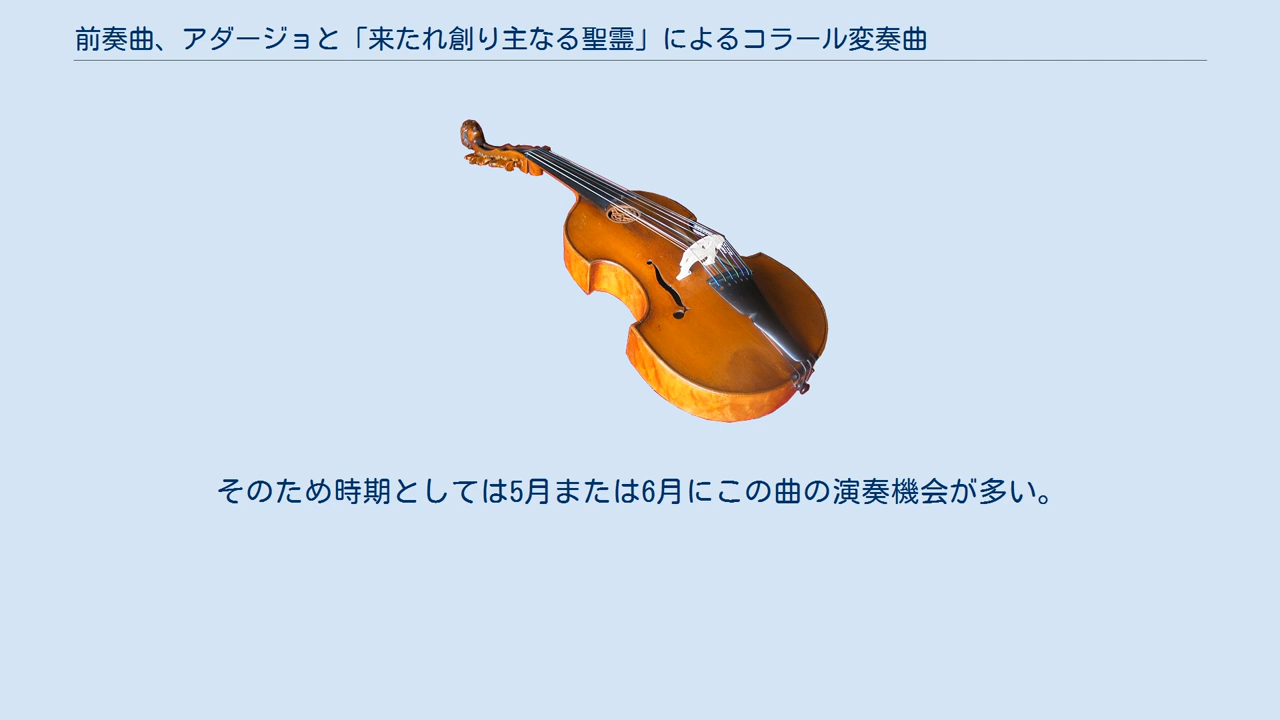 前奏曲、アダージョと「来たれ創り主なる聖霊」によるコラール変奏曲
そのため時期としては5月または6月にこの曲の演奏機会が多い。